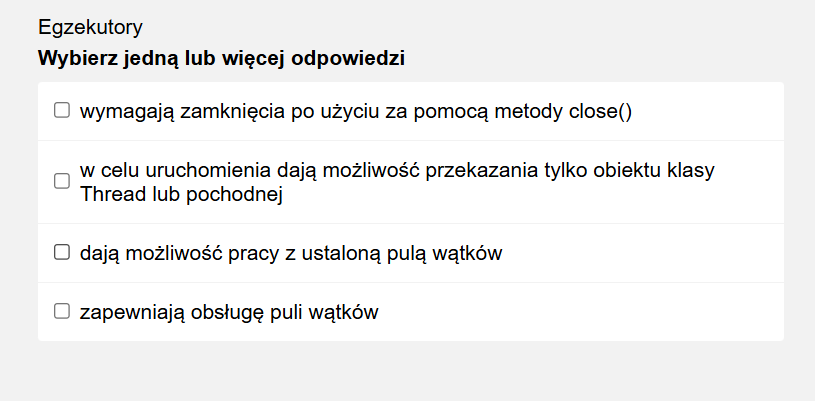 Egzekutory
Wybierz jedną lub więcej odpowiedzi
wymagają zamknięcia po użyciu za pomocą metody close()
w celu uruchomienia dają możliwość przekazania tylko obiektu klasy
Thread lub pochodnej
dają możliwość pracy z ustaloną pulą wątków
zapewniają obsługę puli wątków